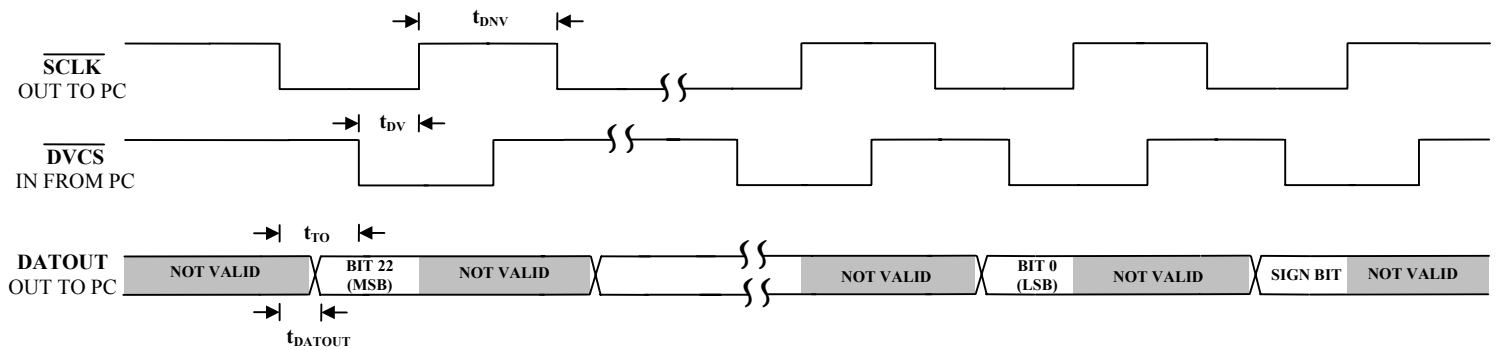 tDNV
SCLK
OUT TO PC
tDV
DVCS
IN FROM PC
tTO
DATOUT
OUT TO PC
NOT VALID
BIT 22
(MSB)
NOT VALID
NOT VALID
BIT 0
(LSB)
NOT VALID
SIGN BIT
NOT VALID
tDATOUT